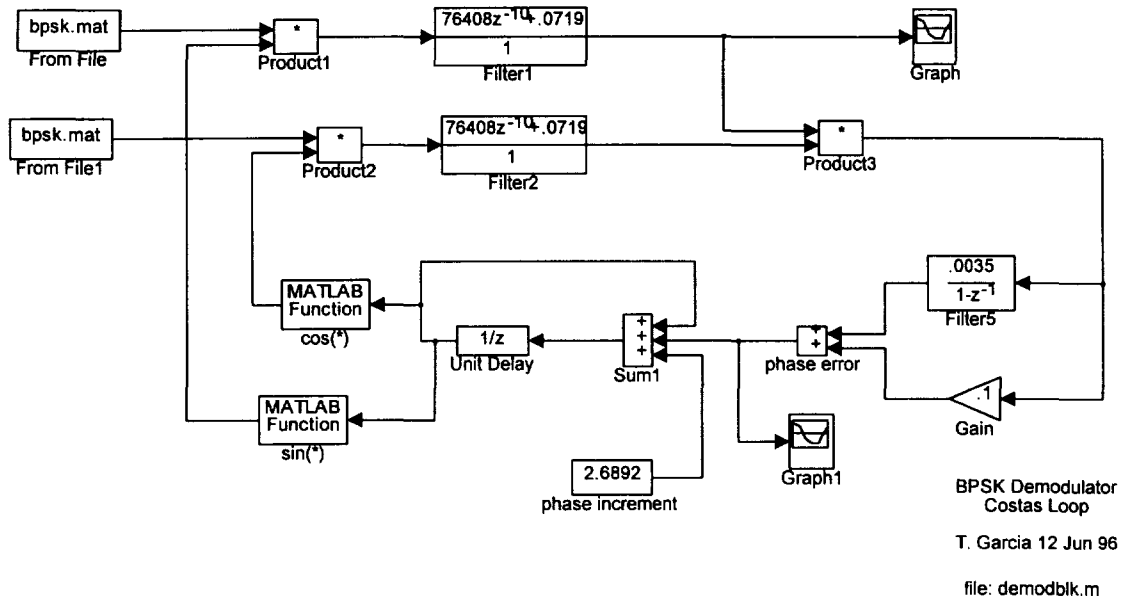 bpsk.mat
From File
*
Product1
76408z-10+.0719
1
Filter1
Graph
bpsk.mat
From File1
*
Product2
76408z-10+.0719
1
Filter2
*
Product3
MATLAB
Function
cos(*)
1/z
Unit Delay
+
+
+
Sum1
+
+
phase error
.0035
1-z-1
Filter5
.1
Gain
MATLAB
Function
sin(*)
2.6892
phase increment
Graph1
BPSK Demodulator
Costas Loop
T. Garcia 12 Jun 96
file: demodblk.m